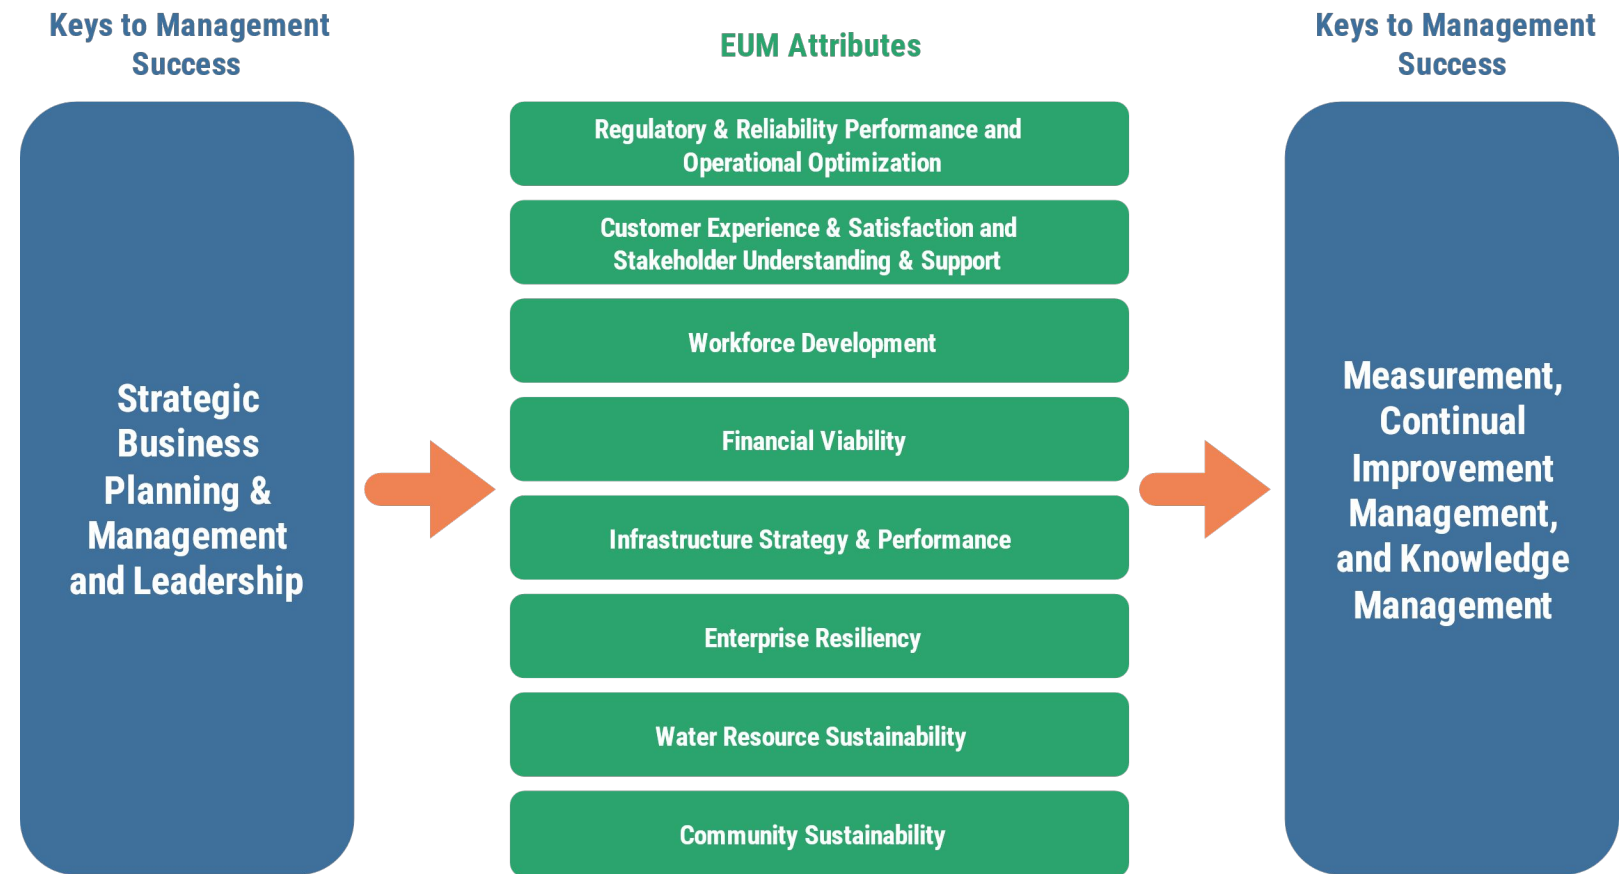 Keys to Management
Success
Strategic
Business
Planning &
Management
and Leadership
EUM Attributes
Regulatory & Reliability Performance and
Operational Optimization
Customer Experience & Satisfaction and
Stakeholder Understanding & Support
Workforce Development
Financial Viability
Infrastructure Strategy & Performance
Enterprise Resiliency
Water Resource Sustainability
Community Sustainability
Keys to Management
Success
Measurement,
Continual
Improvement
Management,
and Knowledge
Management